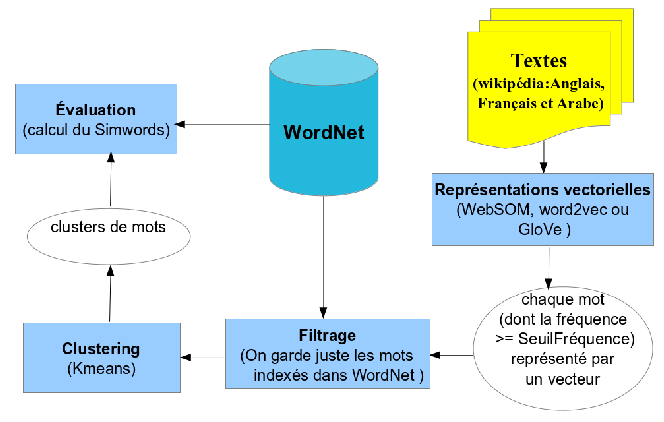 Textes
(wikipédia:Anglais,
Français et Arabe)
Évaluation
(calcul du Simwords)
WordNet
Représentations vectorielles
(WebSOM, word2vec ou
GloVe )
clusters de mots
chaque mot
(dont la fréquence
>= SeuilFréquence)
représenté par
un vecteur
Filtrage
(On garde juste les mots
indexés dans WordNet )
Clustering
(Kmeans)